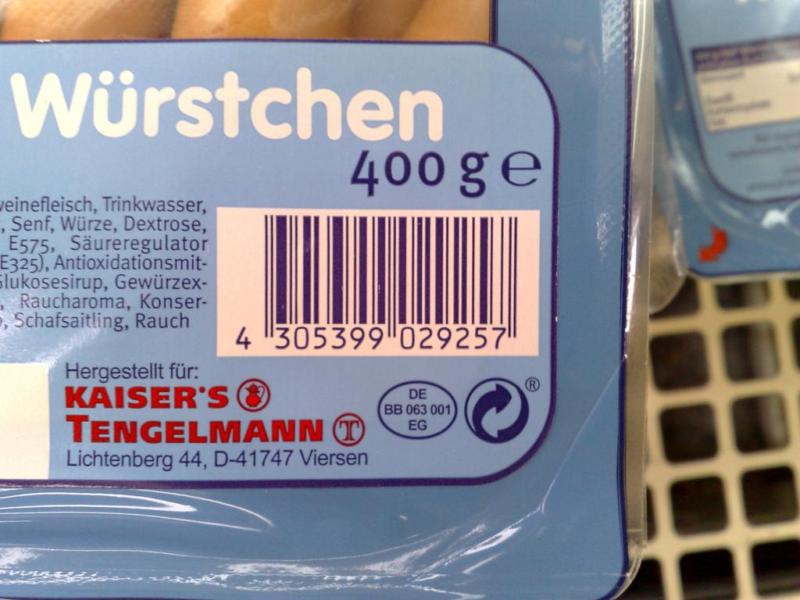 Würstchen
400 g e
weinefleisch, Trinkwasser,
, Senf, Würze, Dextrose,
E575, Säureregulator
E325), Antioxidationsmit-
Glukosesirup, Gewürzex-
, Raucharoma, Konser-
, Schafsaitling, Rauch
4 305399 029257
Hergestellt für:
KAISER'S
TENGELMANN T
Lichtenberg 44, D-41747 Viersen
DE
BB 063 001
EG
®